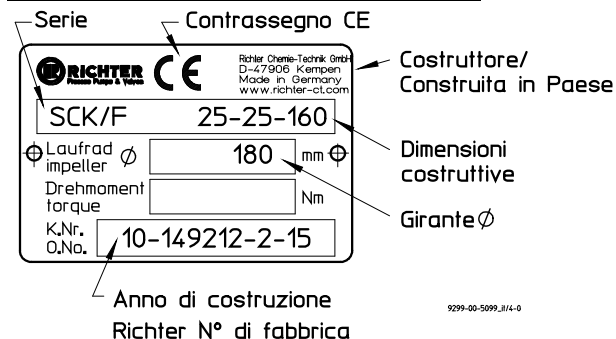 Serie
Contrassegno CE
RICHTER
Process Pumps & Valves
CE
Richter Chemie-Technik GmbH
D-47906 Kempen
Made in Germany
www.richter-ct.com
Costruttore/
Construita in Paese
SCK/F 25-25-160
Laufrad
impeller Ø 180 mm
Dimensioni
costruttive
Drehmoment
torque Nm
Girante Ø
K.Nr.
O.No. 10-149212-2-15
Anno di costruzione
Richter N° di fabbrica
9299-00-5099_it/4-0